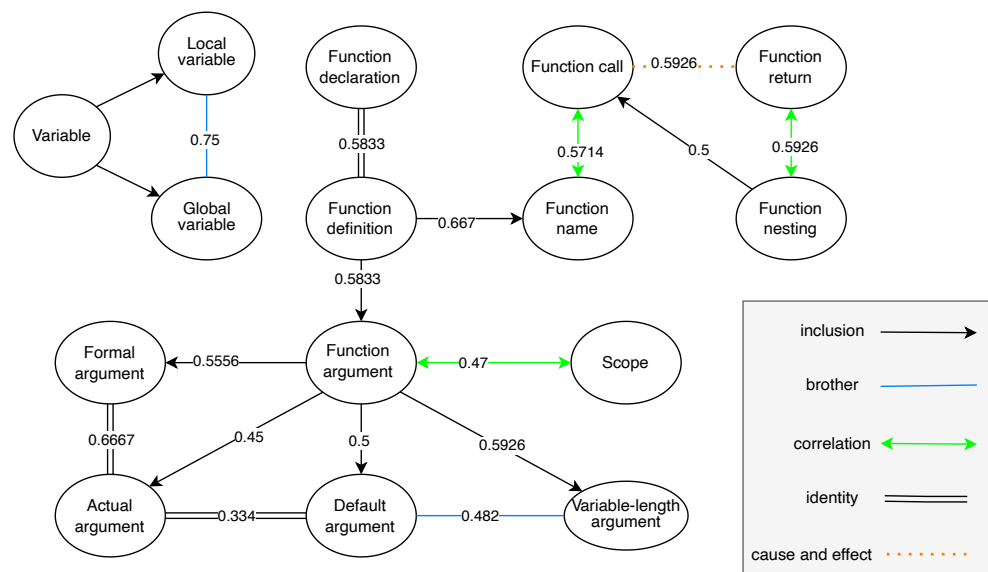 Local
variable
Function
declaration
Function call
0.5926
Function
return
Variable
0.75
0.5833
0.5714
0.5
0.5926
Global
variable
Function
definition
0.667
Function
name
Function
nesting
0.5833
Formal
argument
0.5556
Function
argument
0.47
Scope
0.6667
0.45
0.5
0.5926
Actual
argument
0.334
Default
argument
0.482
Variable-length
argument
inclusion
brother
correlation
identity
cause and effect